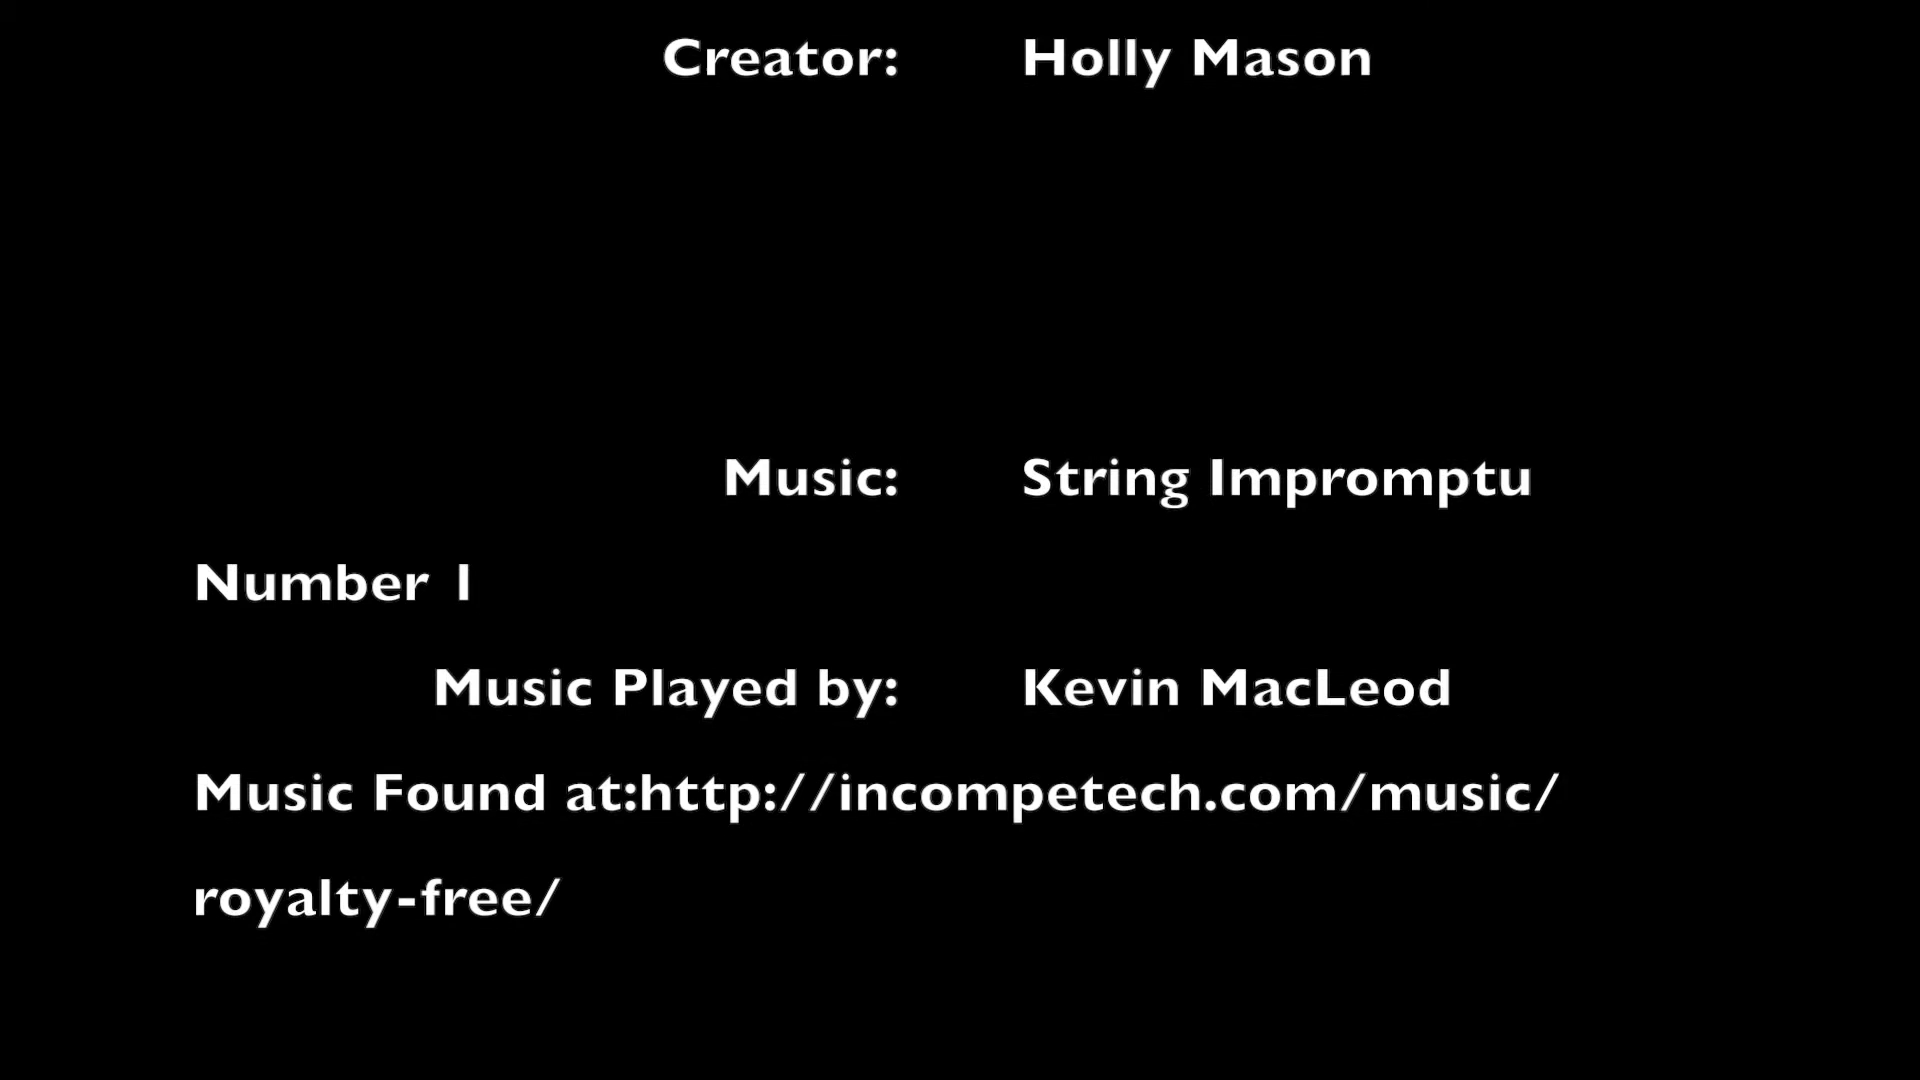 Creator: Holly Mason
Music: String Impromptu
Number 1
Music Played by: Kevin MacLeod
Music Found at:http://incompetech.com/music/
royalty-free/